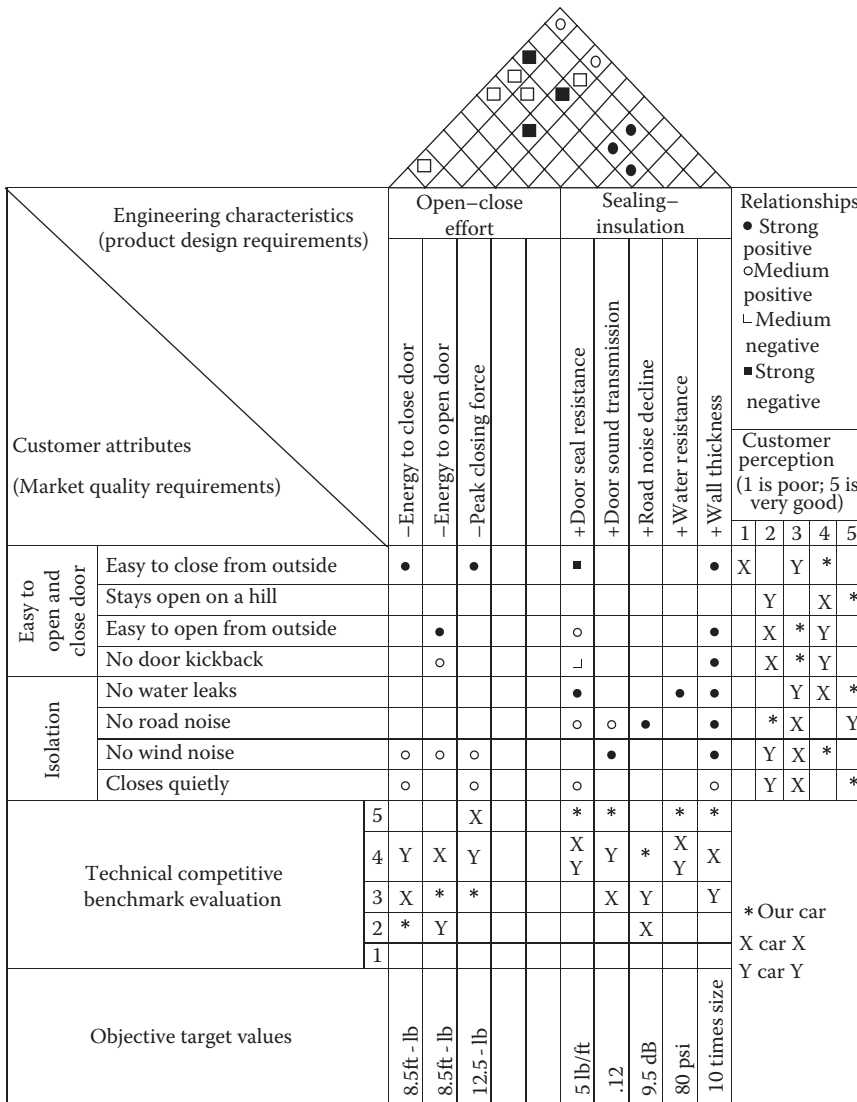 Engineering characteristics
(product design requirements)
Customer attributes
(Market quality requirements)
Open–close
effort
Sealing–
insulation
–Energy to close door
–Energy to open door
–Peak closing force
+Door seal resistance
+Door sound transmission
+Road noise decline
+Water resistance
+Wall thickness
Relationships
● Strong
positive
○Medium
positive
∟Medium
negative
■Strong
negative
Customer
perception
(1 is poor; 5 is
very good)
1 2 3 4 5
Easy to
open and
close door
Easy to close from outside ● ● ■ ● X Y *
Stays open on a hill Y X *
Easy to open from outside ● ○ ● X * Y
No door kickback ○ ∟ ● X * Y
Isolation
No water leaks ● ● ● Y X *
No road noise ○ ○ ● ● * X Y
No wind noise ○ ○ ○ ● ● Y X *
Closes quietly ○ ○ ○ ○ Y X *
Technical competitive
benchmark evaluation
5 X * * * *
4 Y X Y X Y Y * X Y X
3 X * * X Y Y
2 * Y X
1
* Our car
X car X
Y car Y
Objective target values
8.5ft - lb
8.5ft - lb
12.5 - lb
5 lb/ft
.12
9.5 dB
80 psi
10 times size